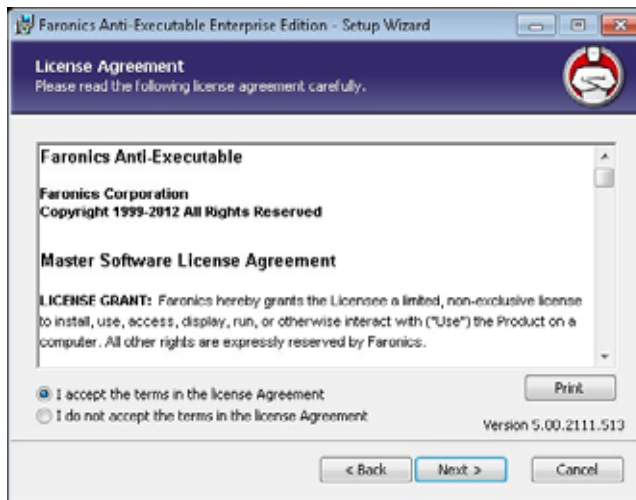 Faronics Anti-Executable Enterprise Edition - Setup Wizard
License Agreement
Please read the following license agreement carefully.
Faronics Anti-Executable
Faronics Corporation
Copyright 1999-2012 All Rights Reserved
Master Software License Agreement
LICENSE GRANT: Faronics hereby grants the Licensee a limited, non-exclusive license
to install, use, access, display, run, or otherwise interact with ("Use") the Product on a
computer. All other rights are expressly reserved by Faronics.
I accept the terms in the license Agreement
Print
I do not accept the terms in the license Agreement
Version 5.00.2111.513
< Back
Next >
Cancel